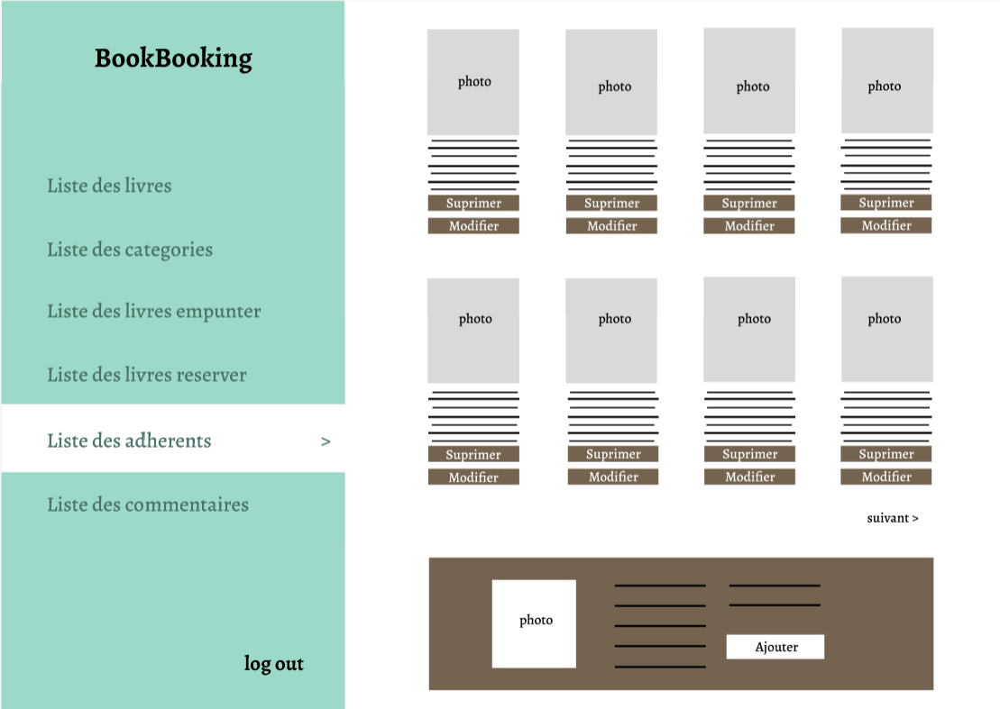 BookBooking
Liste des livres
Liste des categories
Liste des livres empunter
Liste des livres reserver
Liste des adherents >
Liste des commentaires
log out
photo photo photo photo
Suprimer Suprimer Suprimer Suprimer
Modifier Modifier Modifier Modifier
photo photo photo photo
Suprimer Suprimer Suprimer Suprimer
Modifier Modifier Modifier Modifier
suivant >
photo
Ajouter